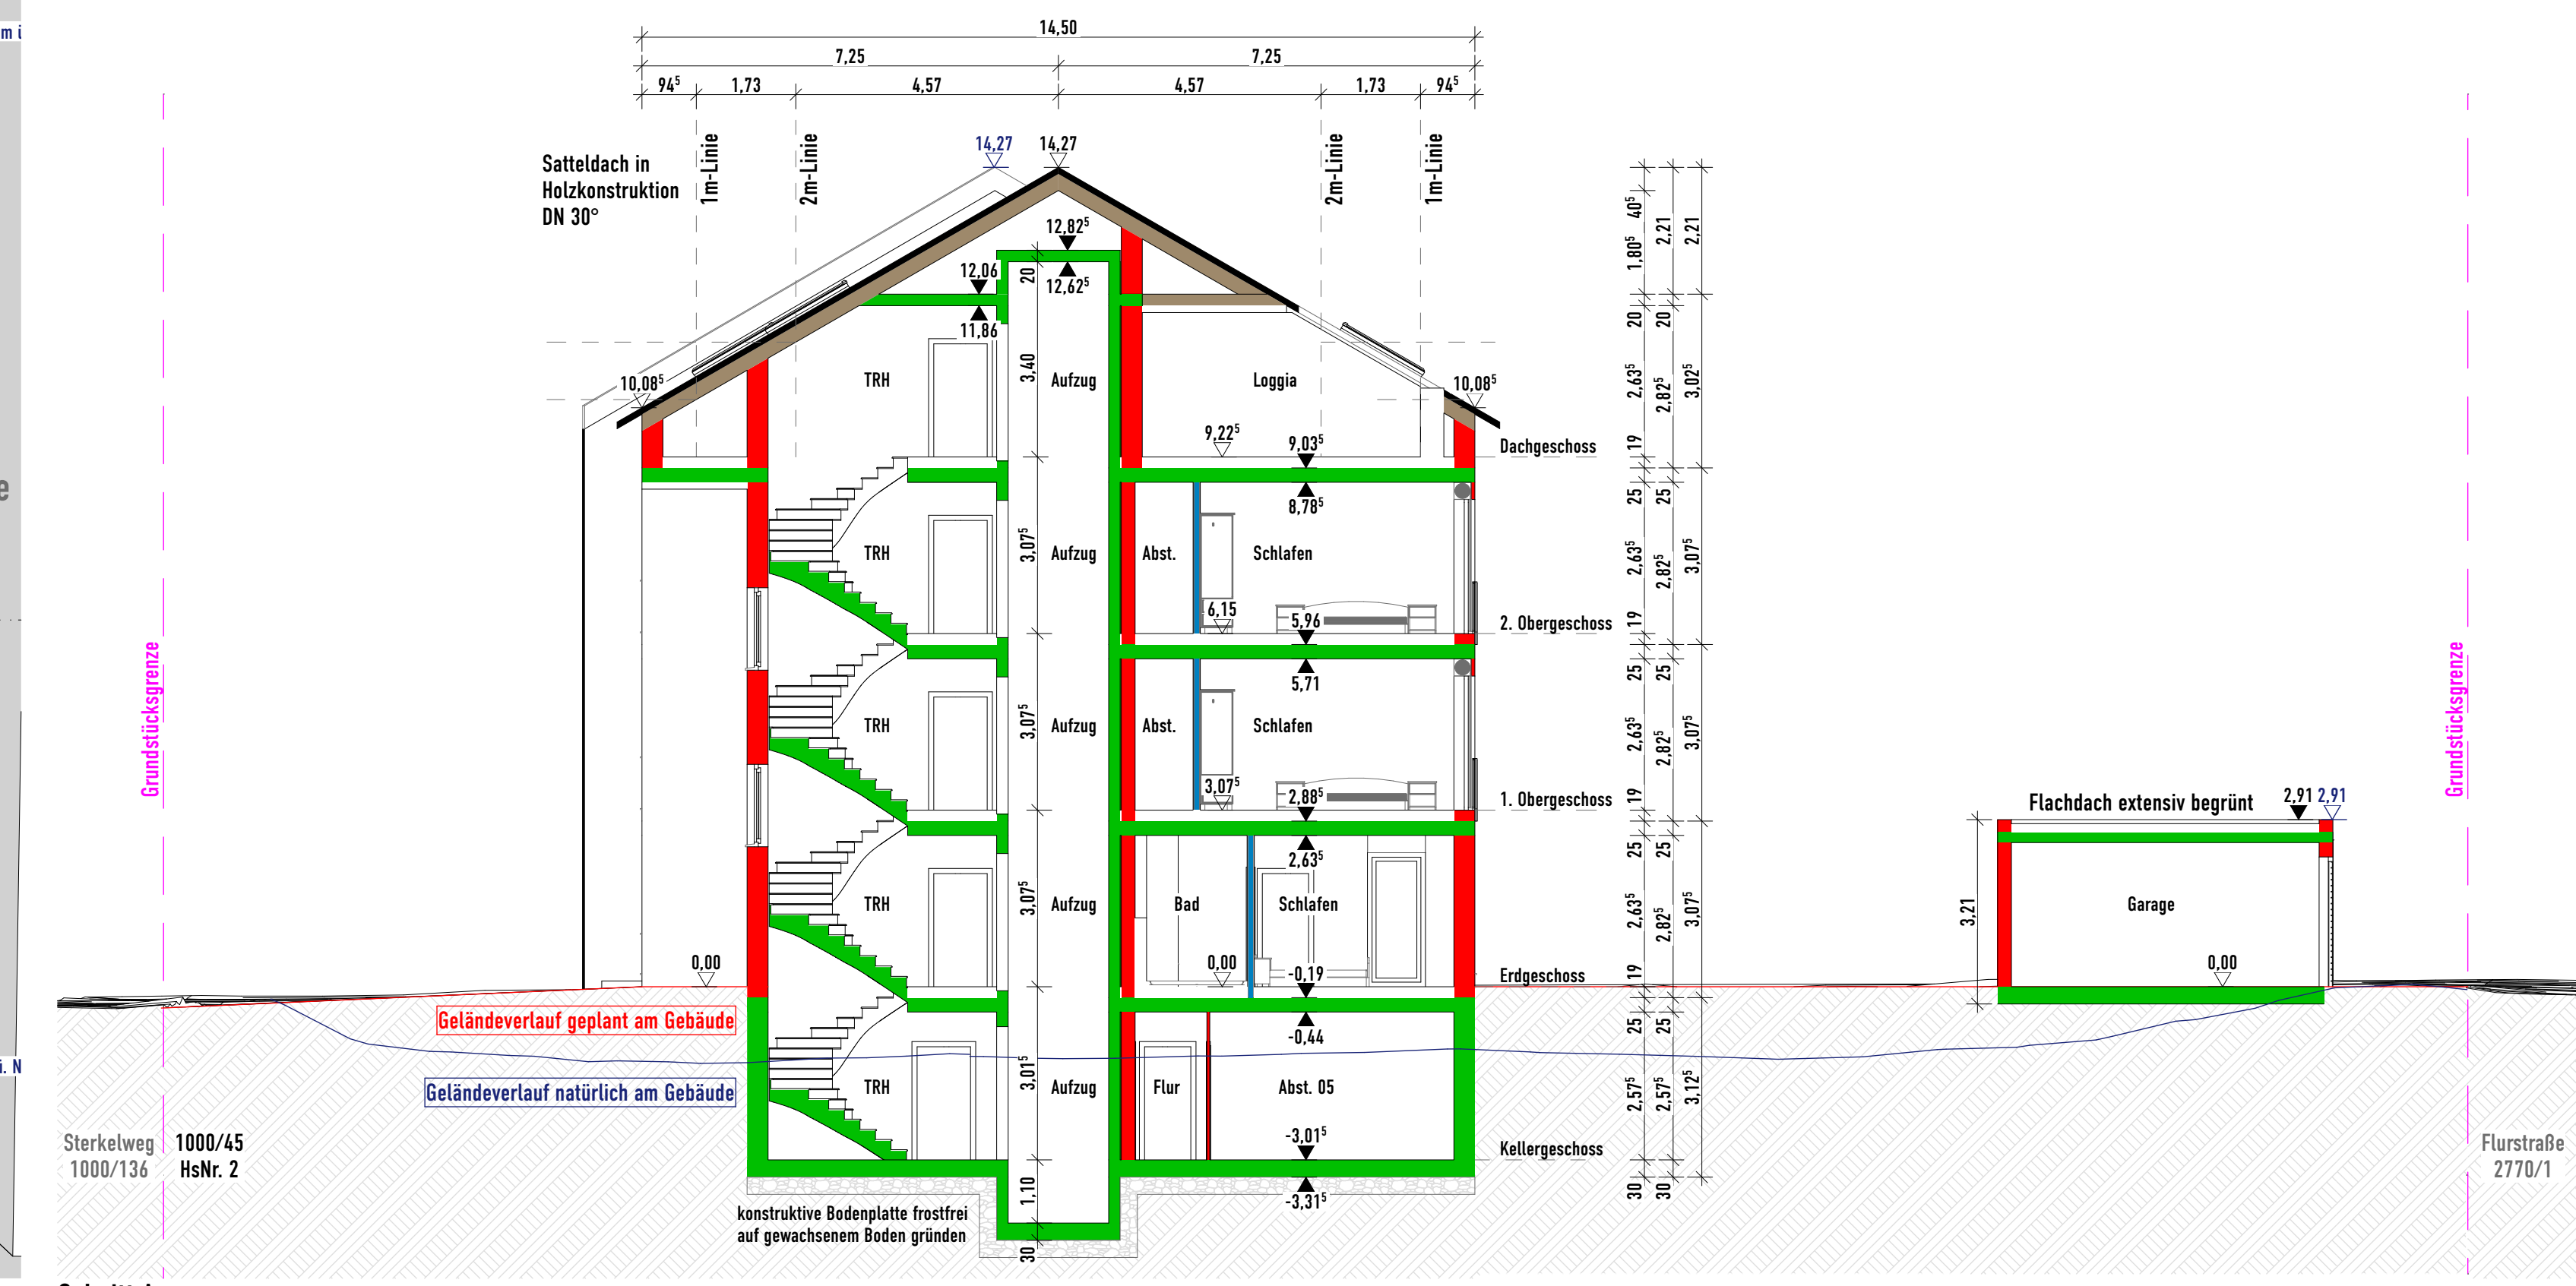 14,50
7,25
7,25
94⁵
1,73
4,57
4,57
1,73
94⁵
1m-Linie
2m-Linie
2m-Linie
1m-Linie
Satteldach in
Holzkonstruktion
DN 30°
14,27
14,27
12,82⁵
12,62⁵
20
12,06
11,86
10,08⁵
10,08⁵
TRH
3,40
Aufzug
Loggia
9,22⁵
9,03⁵
8,78⁵
Dachgeschoss
TRH
3,07⁵
Aufzug
Abst.
Schlafen
6,15
5,96
5,71
2. Obergeschoss
TRH
3,07⁵
Aufzug
Abst.
Schlafen
3,07⁵
2,88⁵
2,63⁵
1. Obergeschoss
TRH
3,07⁵
Aufzug
Bad
Schlafen
0,00
0,00
-0,19
-0,44
Erdgeschoss
TRH
3,01⁵
Aufzug
Flur
Abst. 05
-3,01⁵
-3,31⁵
Kellergeschoss
1,10
30
konstruktive Bodenplatte frostfrei
auf gewachsenem Boden gründen
Geländeverlauf geplant am Gebäude
Geländeverlauf natürlich am Gebäude
40⁵
1,80⁵
20
2,63⁵
19
25
2,63⁵
19
25
2,63⁵
19
25
2,63⁵
19
25
2,57⁵
30
2,21
20
2,82⁵
25
2,82⁵
25
2,82⁵
25
2,82⁵
25
2,57⁵
30
2,21
3,02⁵
3,07⁵
3,07⁵
3,07⁵
3,12⁵
Flachdach extensiv begrünt
2,91
2,91
3,21
Garage
0,00
Grundstücksgrenze
Grundstücksgrenze
Sterkelweg
1000/136
1000/45
HsNr. 2
Flurstraße
2770/1